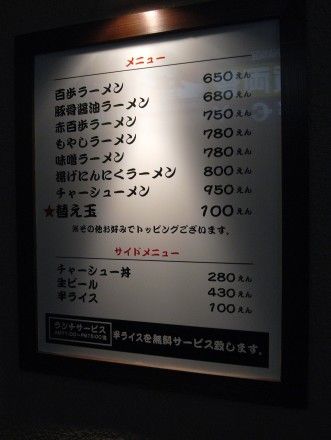 メニュー
百歩ラーメン 650えん
豚骨醤油ラーメン 680えん
赤百歩ラーメン 750えん
もやしラーメン 780えん
味噌ラーメン 780えん
揚げにんにくラーメン 800えん
チャーシューメン 950えん
★替え玉 100えん
※その他お好みでトッピングございます。
サイドメニュー
チャーシュー丼 280えん
生ビール 430えん
半ライス 100えん
ランチサービス 半ライスを無料サービス致します。
AM11:00~PM15:00迄